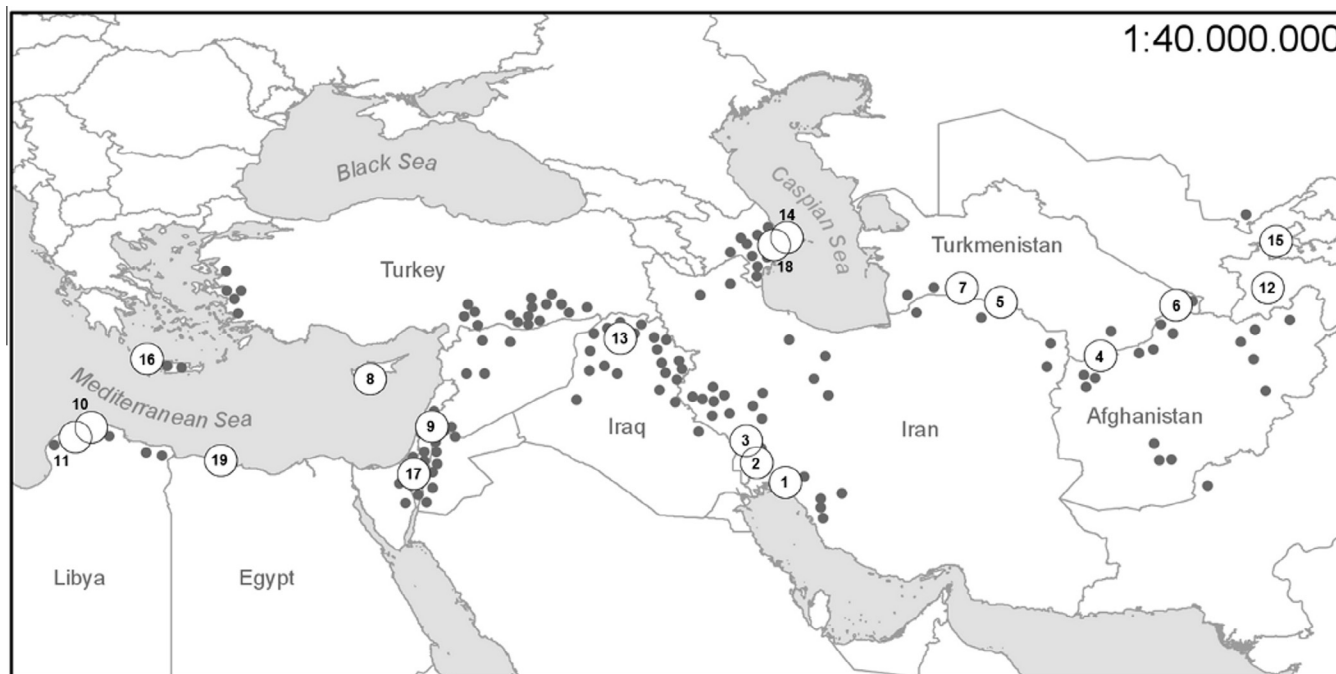 1:40.000.000
Black Sea
Caspian Sea
14
15
Turkmenistan
18
Turkey
7
12
5
6
13
16
4
8
Mediterranean Sea
10
Afghanistan
9
Iraq
Iran
11
3
19
2
17
1
Libya
Egypt